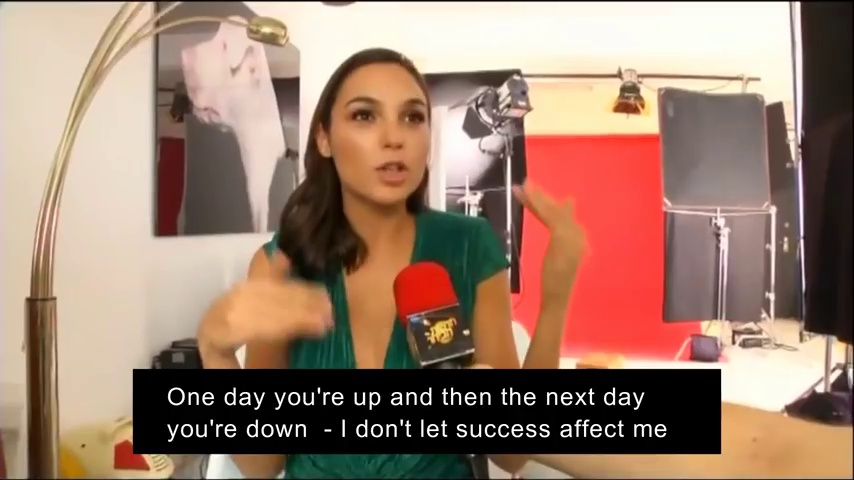 One day you're up and then the next day
you're down  - I don't let success affect me